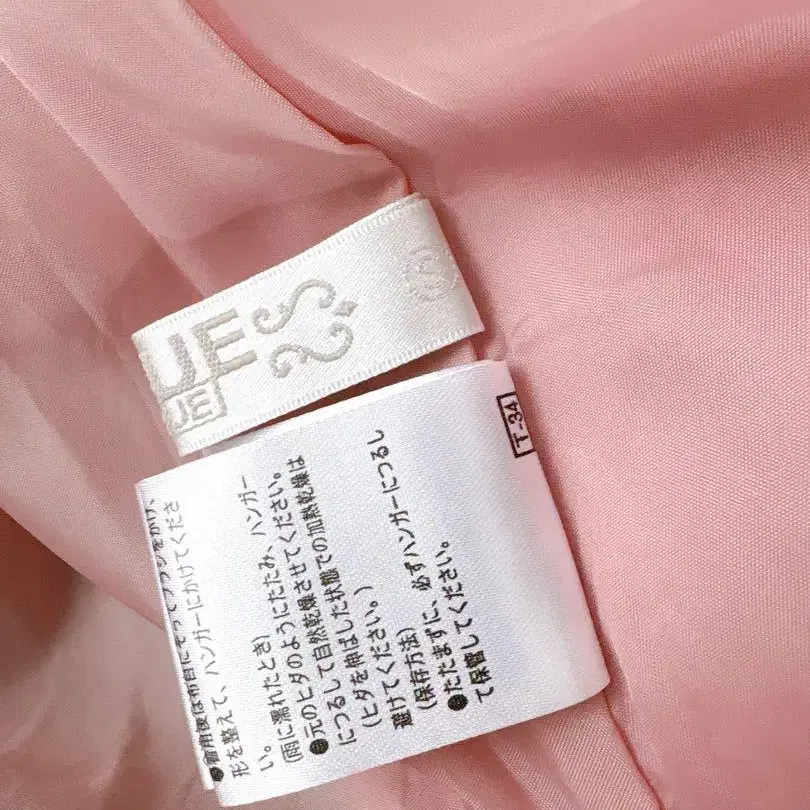 UE
UE
T-34
●着用後は布目にそってブラシをかけ、
形を整えて、ハンガーにかけてくださ
い。
(雨に濡れたとき)
●元のヒダのようにたたみ、ハンガー
につるして自然乾燥させてください。
(ヒダを伸ばした状態での加熱乾燥は
避けてください。)
(保存方法)
●たたまずに、必ずハンガーにつるし
て保管してください。